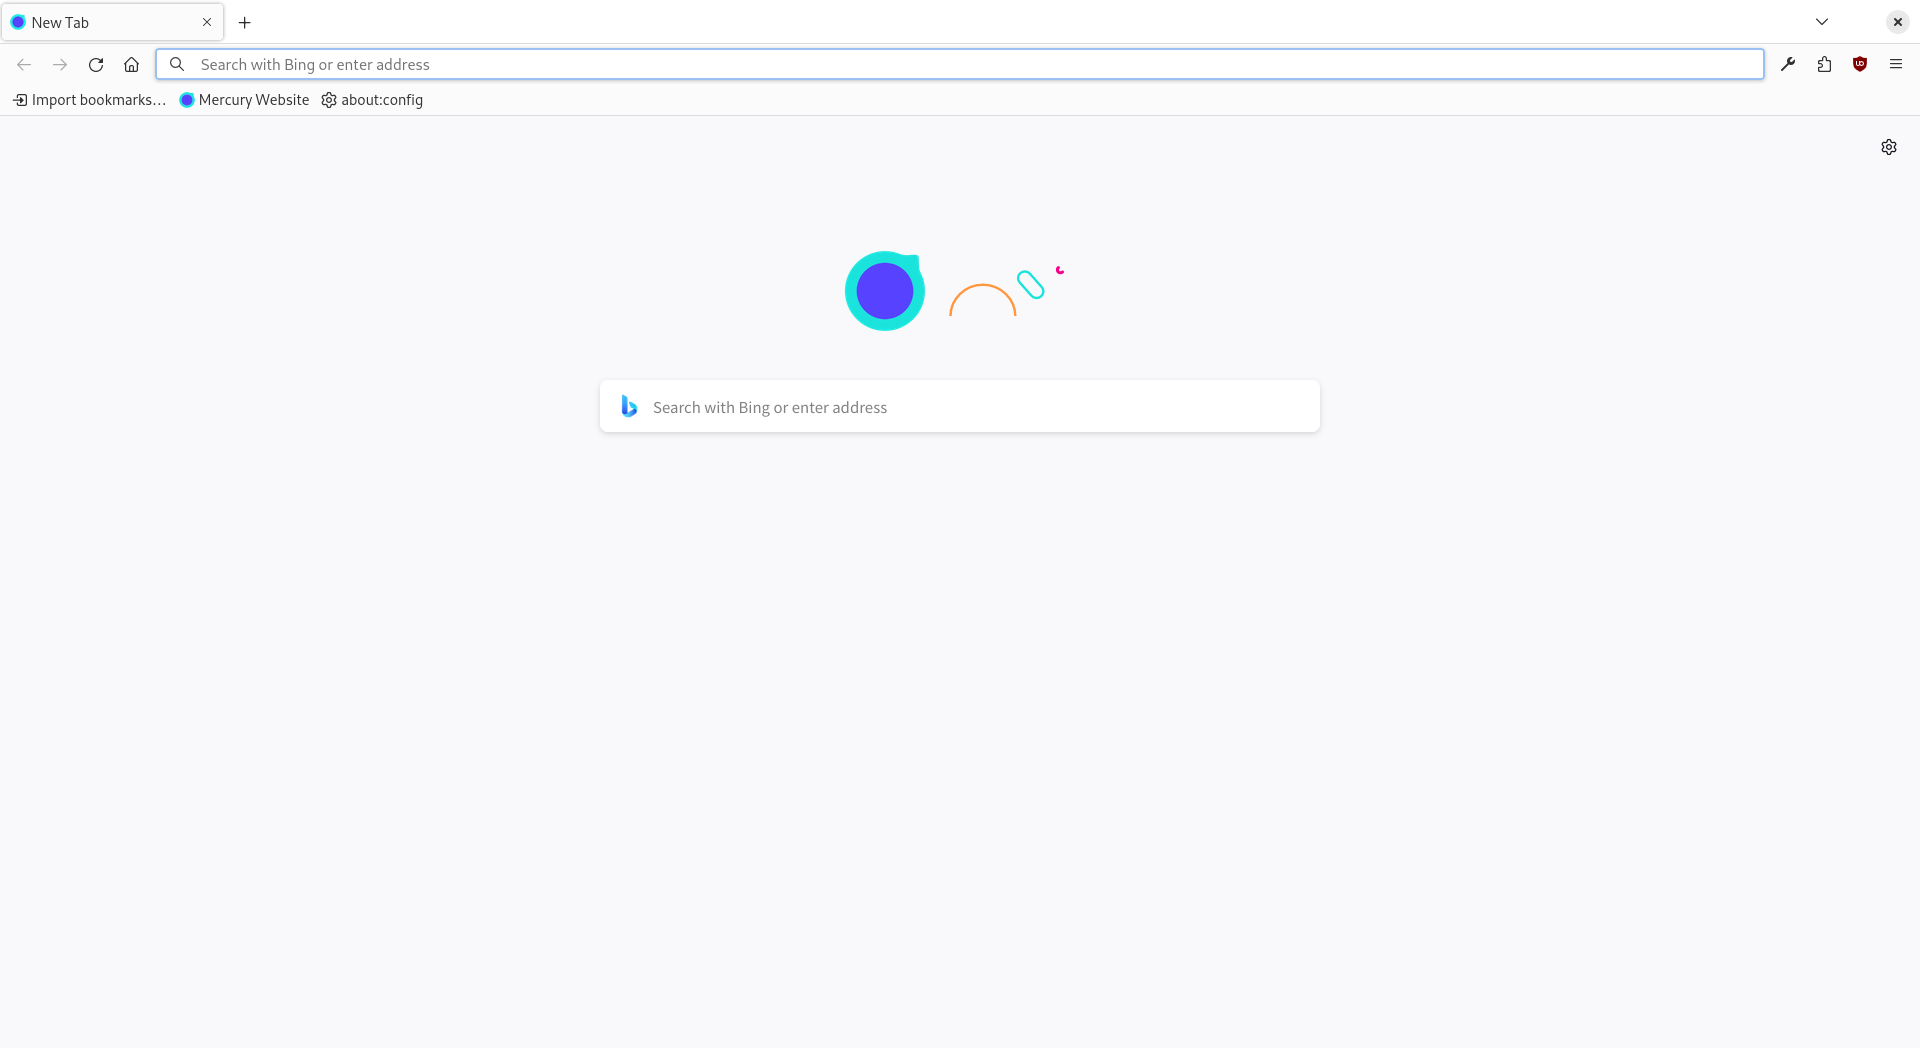 New Tab
Search with Bing or enter address
Import bookmarks... Mercury Website about:config
Search with Bing or enter address